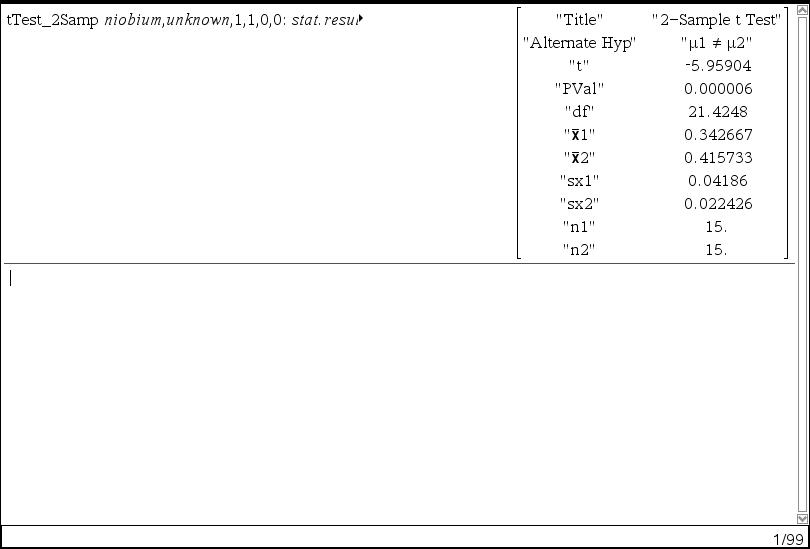 tTest_2Samp niobium,unknown,1,1,0,0: stat.resul
"Title" "2-Sample t Test"
"Alternate Hyp" "μ1 ≠ μ2"
"t" -5.95904
"PVal" 0.000006
"df" 21.4248
"x̄1" 0.342667
"x̄2" 0.415733
"sx1" 0.04186
"sx2" 0.022426
"n1" 15.
"n2" 15.
1/99